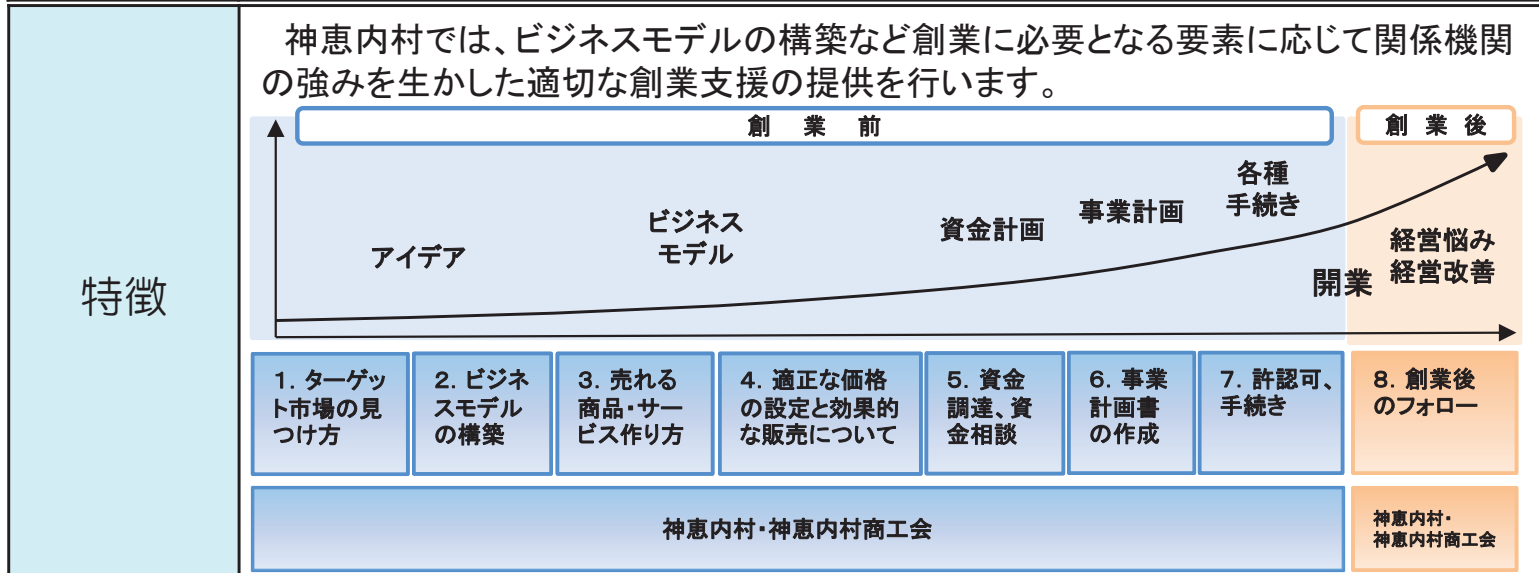 特徴
神恵内村では、ビジネスモデルの構築など創業に必要となる要素に応じて関係機関
の強みを生かした適切な創業支援の提供を行います。
創業前
創業後
アイデア
ビジネス
モデル
資金計画
事業計画
各種
手続き
開業
経営悩み
経営改善
1．ターゲッ
ト市場の見
つけ方
2．ビジネ
スモデル
の構築
3．売れる
商品・サー
ビス作り方
4．適正な価格
の設定と効果的
な販売について
5．資金
調達、資
金相談
6．事業
計画書
の作成
7．許認可、
手続き
8．創業後
のフォロー
神恵内村・神恵内村商工会
神恵内村・
神恵内村商工会